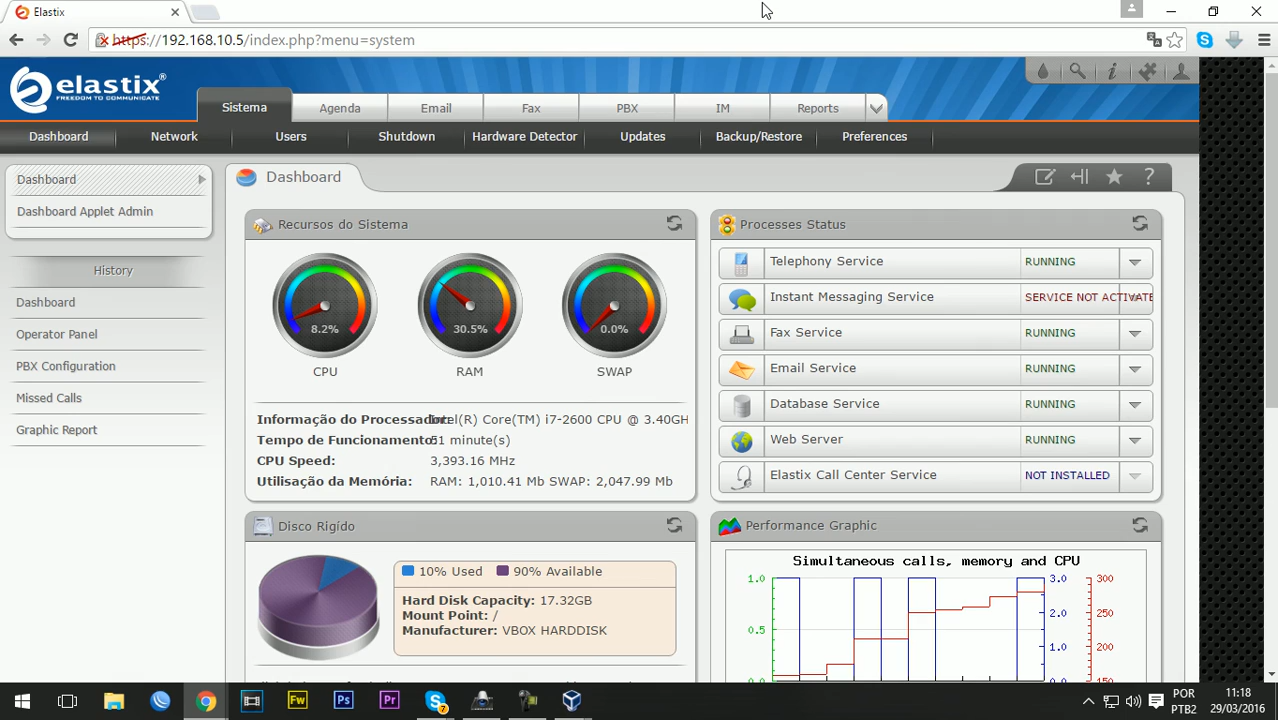 Elastix
https://192.168.10.5/index.php?menu=system
elastix®
FREEDOM TO COMMUNICATE
Sistema
Agenda
Email
Fax
PBX
IM
Reports
Dashboard
Network
Users
Shutdown
Hardware Detector
Updates
Backup/Restore
Preferences
Dashboard
Dashboard Applet Admin
History
Dashboard
Operator Panel
PBX Configuration
Missed Calls
Graphic Report
Dashboard
Recursos do Sistema
8.2%
30.5%
0.0%
CPU
RAM
SWAP
Informação do Processador: Intel(R) Core(TM) i7-2600 CPU @ 3.40GH
Tempo de Funcionamento: 51 minute(s)
CPU Speed: 3,393.16 MHz
Utilisação da Memória: RAM: 1,010.41 Mb SWAP: 2,047.99 Mb
Processes Status
Telephony Service RUNNING
Instant Messaging Service SERVICE NOT ACTIVATE
Fax Service RUNNING
Email Service RUNNING
Database Service RUNNING
Web Server RUNNING
Elastix Call Center Service NOT INSTALLED
Disco Rigído
10% Used 90% Available
Hard Disk Capacity: 17.32GB
Mount Point: /
Manufacturer: VBOX HARDDISK
Performance Graphic
Simultaneous calls, memory and CPU
1.0 3.0 300
250
0.5 2.0
1.0 200
0.0 150
Fw
Ps
Pr
7
POR
PTB2
11:18
29/03/2016